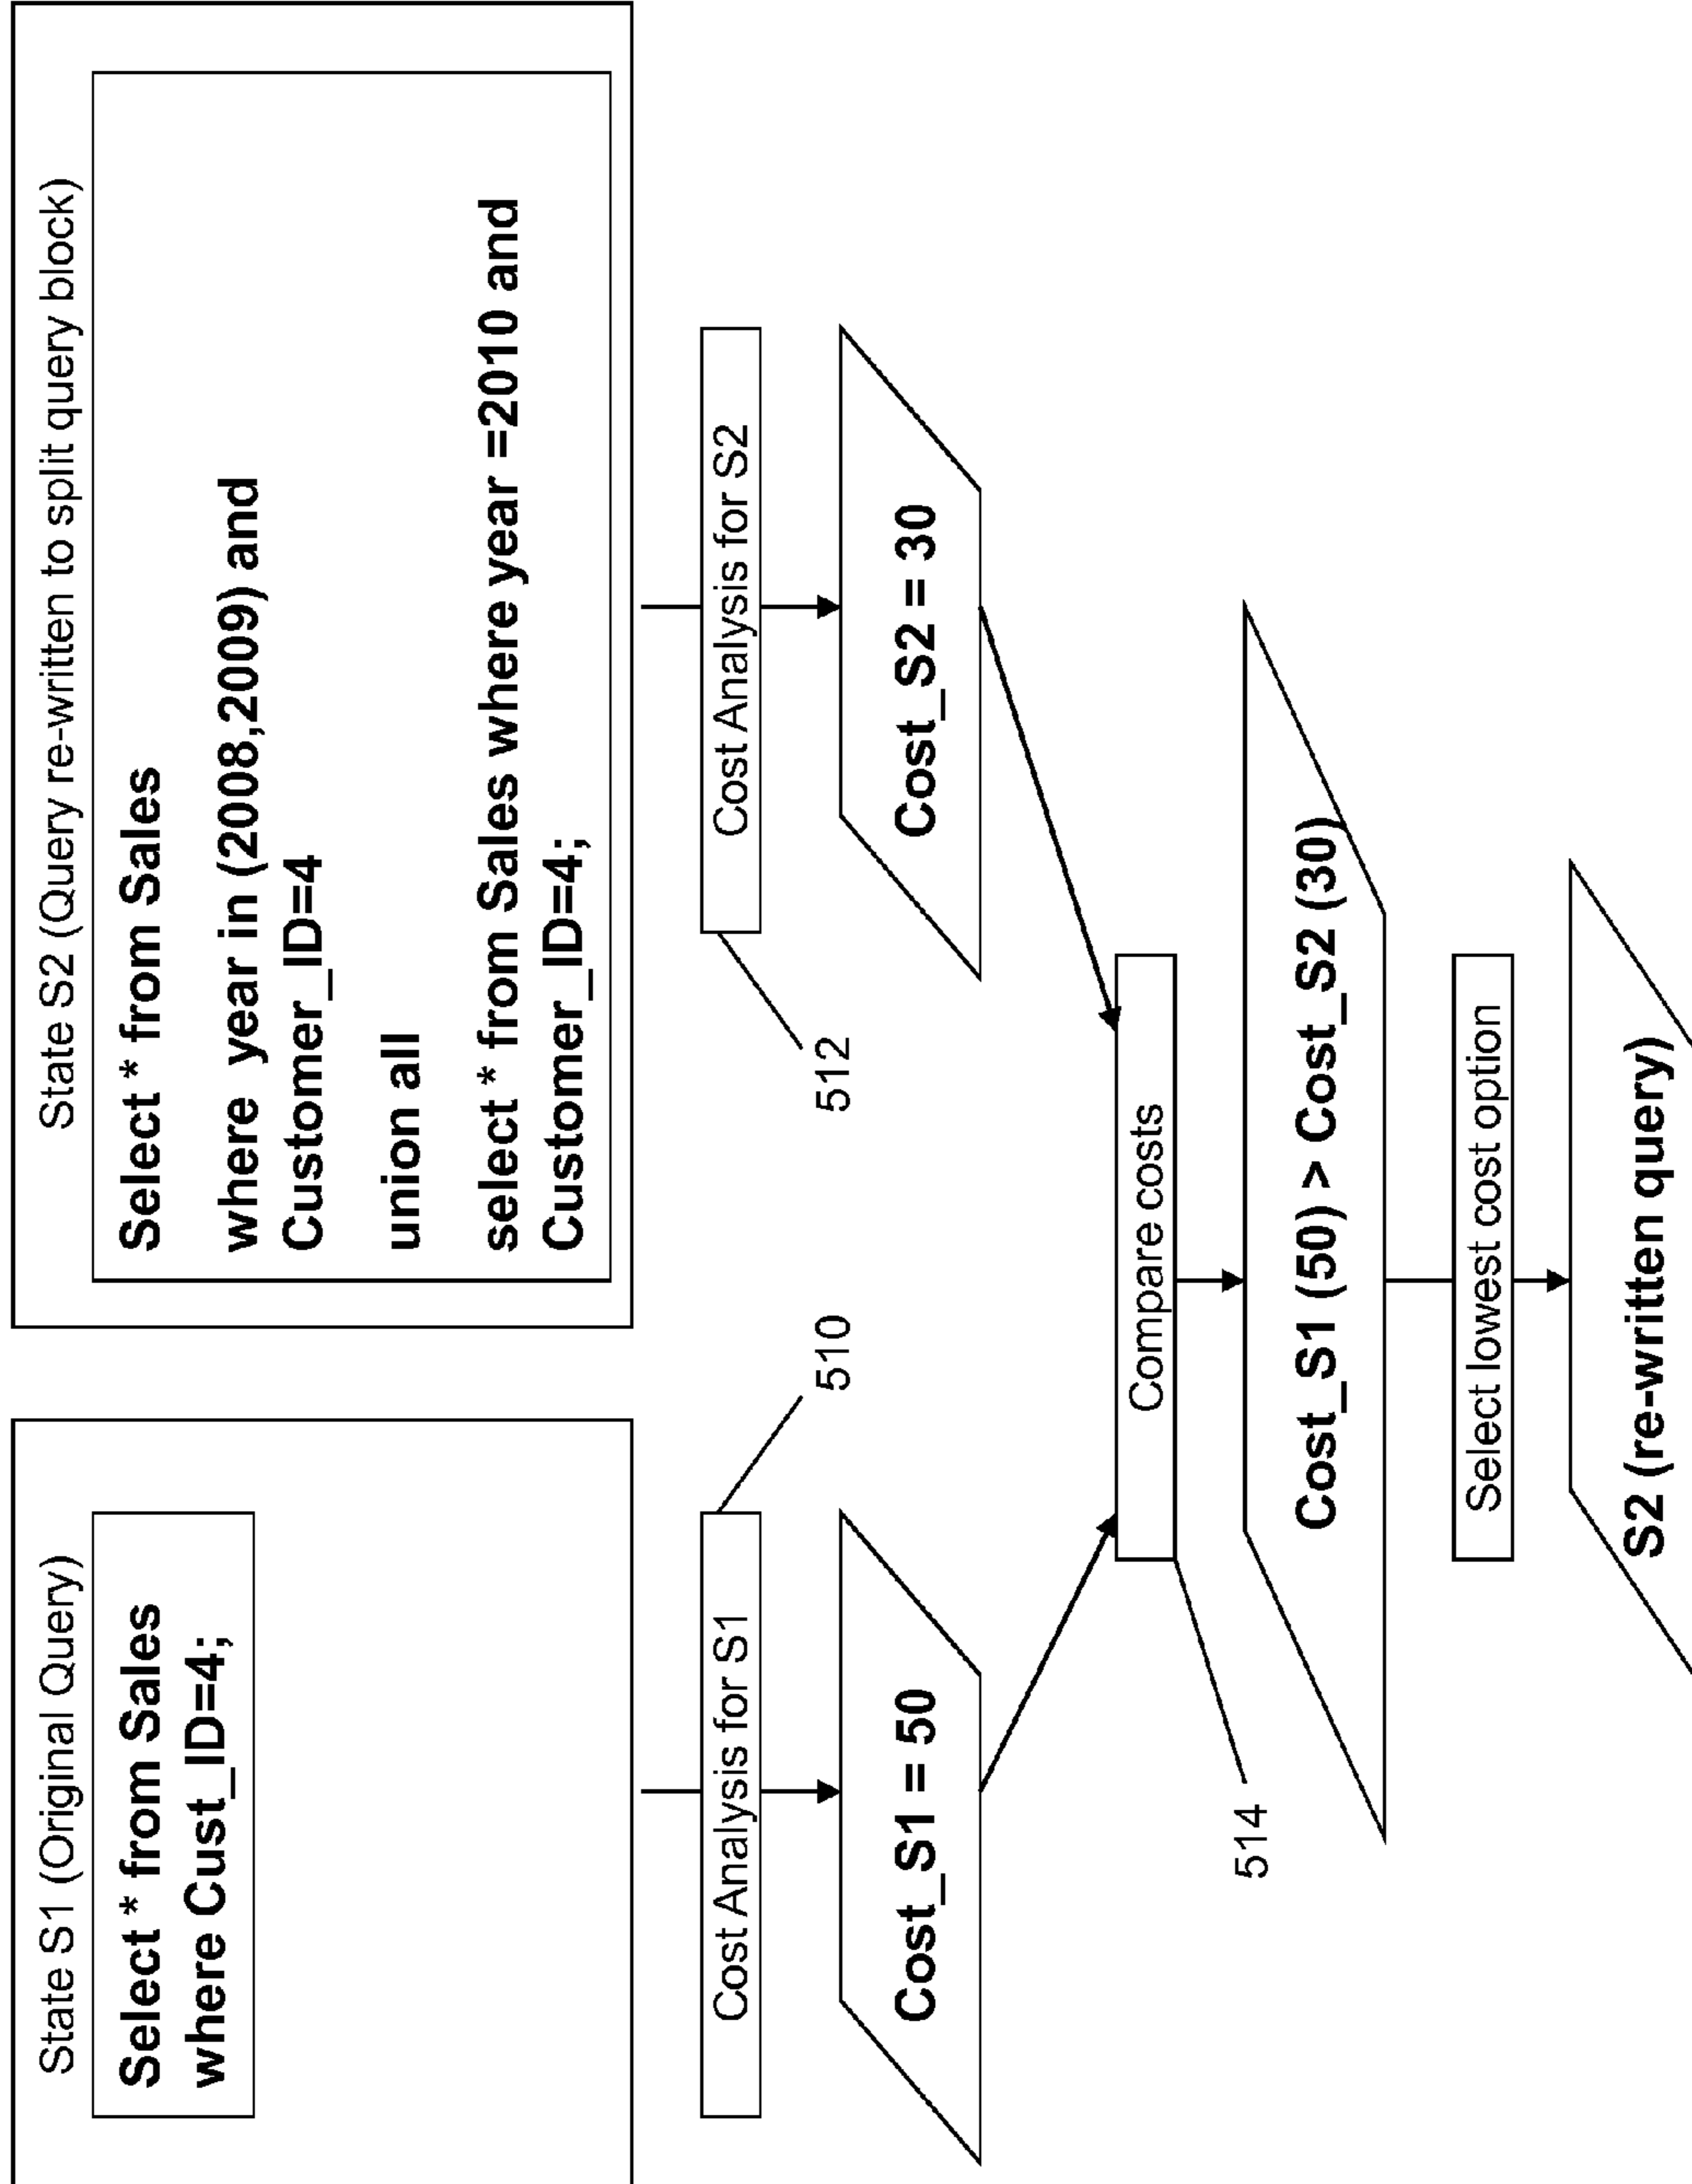 State S1 (Original Query)
Select * from Sales
where Cust_ID=4;
State S2 (Query re-written to split query block)
Select * from Sales
where  year in (2008,2009) and
Customer_ID=4
union all
select * from Sales where year =2010 and
Customer_ID=4;
Cost Analysis for S1
510
Cost_S1 = 50
Cost Analysis for S2
512
Cost_S2 = 30
Compare costs
514
Cost_S1 (50) > Cost_S2 (30)
Select lowest cost option
S2 (re-written query)